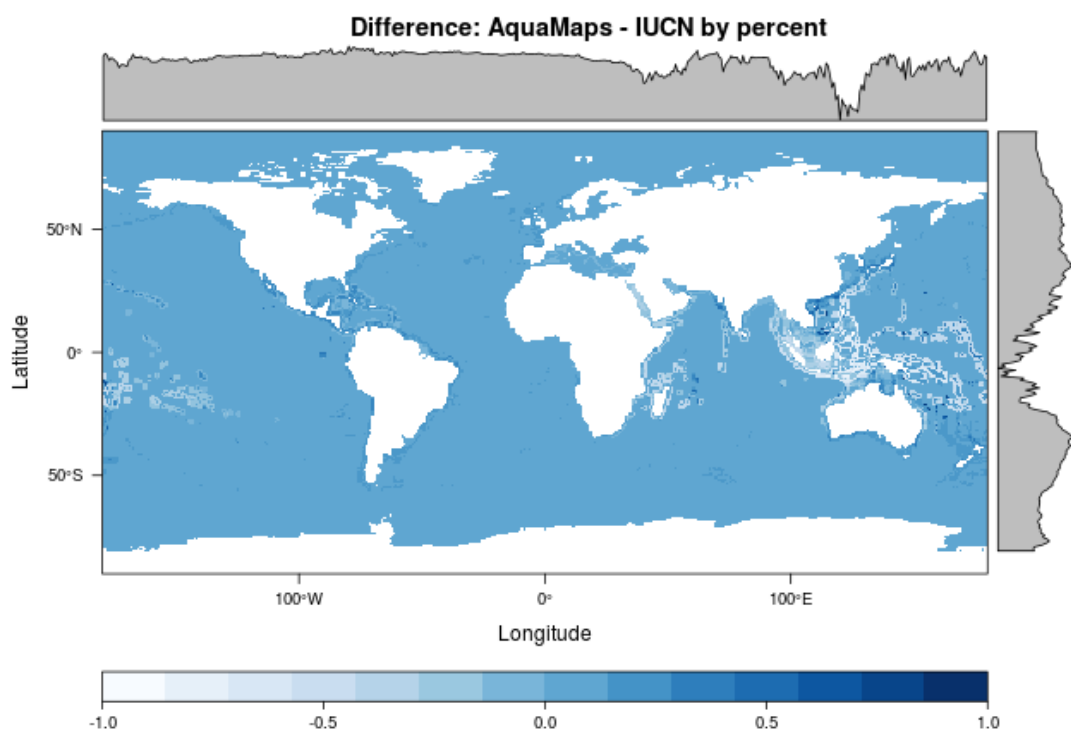 Difference: AquaMaps - IUCN by percent
50°N
0°
50°S
Latitude
100°W 0° 100°E
Longitude
-1.0 -0.5 0.0 0.5 1.0